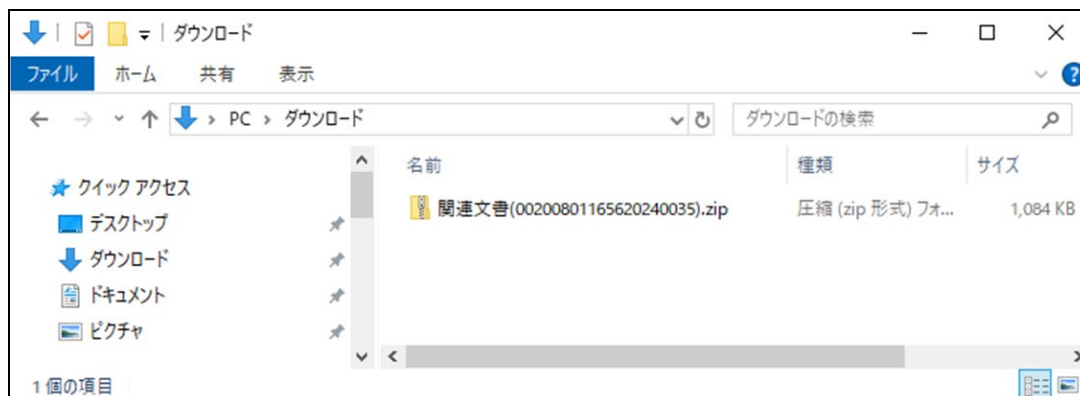 ダウンロード
ファイル ホーム 共有 表示
PC › ダウンロード ダウンロードの検索
名前 種類 サイズ
クイック アクセス
関連文書(00200801165620240035).zip 圧縮 (zip 形式) フォ... 1,084 KB
デスクトップ
ダウンロード
ドキュメント
ピクチャ
1 個の項目